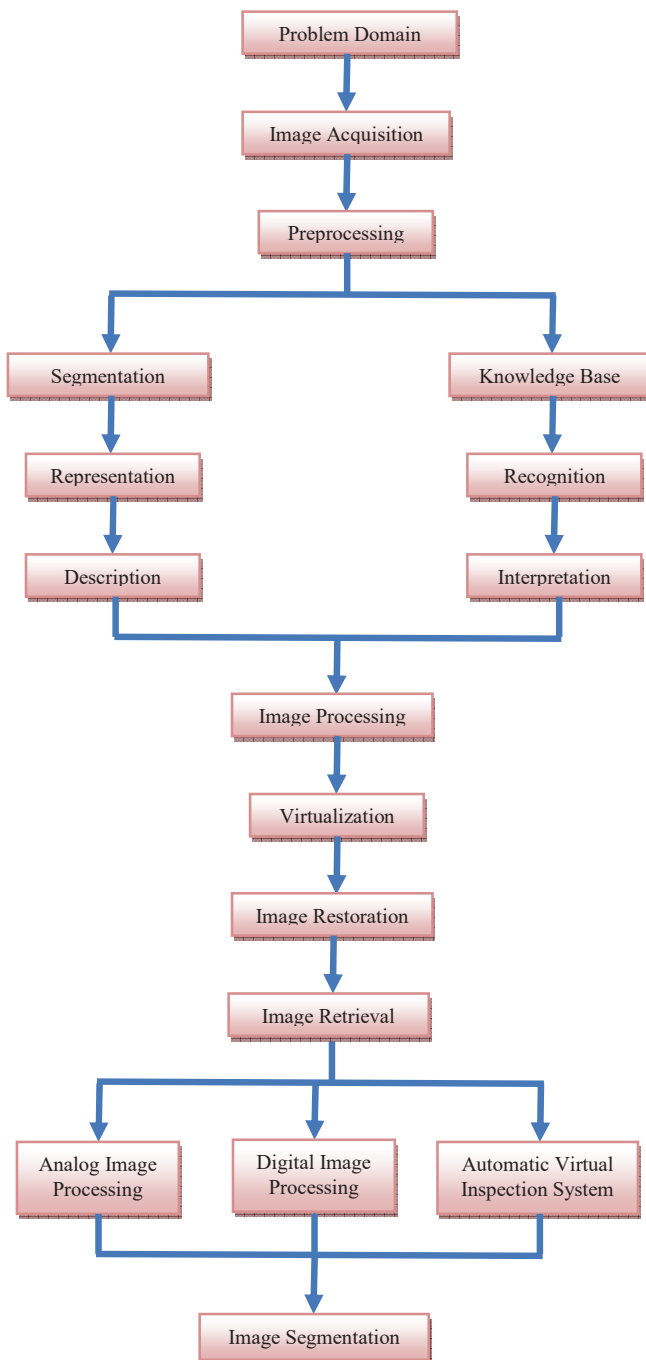 Problem Domain
Image Acquisition
Preprocessing
Segmentation
Knowledge Base
Representation
Recognition
Description
Interpretation
Image Processing
Virtualization
Image Restoration
Image Retrieval
Analog Image
Processing
Digital Image
Processing
Automatic Virtual
Inspection System
Image Segmentation